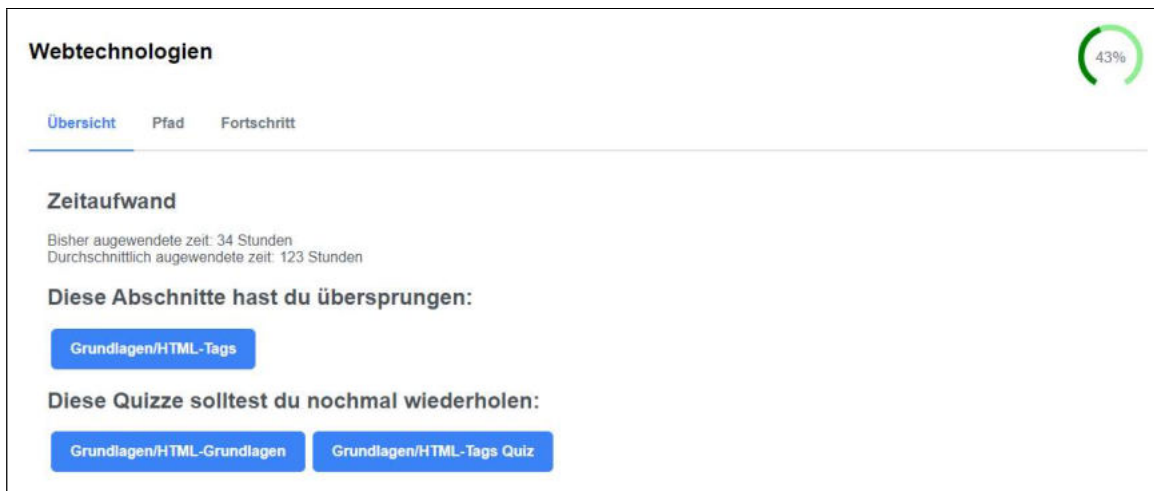 Webtechnologien
43%
Übersicht Pfad Fortschritt
Zeitaufwand
Bisher augewendete zeit: 34 Stunden
Durchschnittlich augewendete zeit: 123 Stunden
Diese Abschnitte hast du übersprungen:
Grundlagen/HTML-Tags
Diese Quizze solltest du nochmal wiederholen:
Grundlagen/HTML-Grundlagen Grundlagen/HTML-Tags Quiz